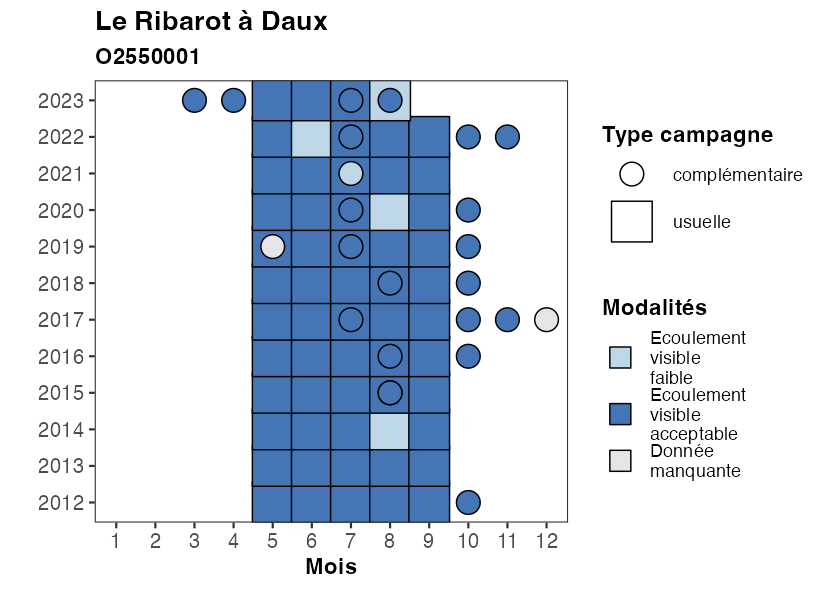 Le Ribarot à Daux
O2550001
2023
2022
2021
2020
2019
2018
2017
2016
2015
2014
2013
2012
1 2 3 4 5 6 7 8 9 10 11 12
Mois
Type campagne
complémentaire
usuelle
Modalités
Ecoulement
visible
faible
Ecoulement
visible
acceptable
Donnée
manquante